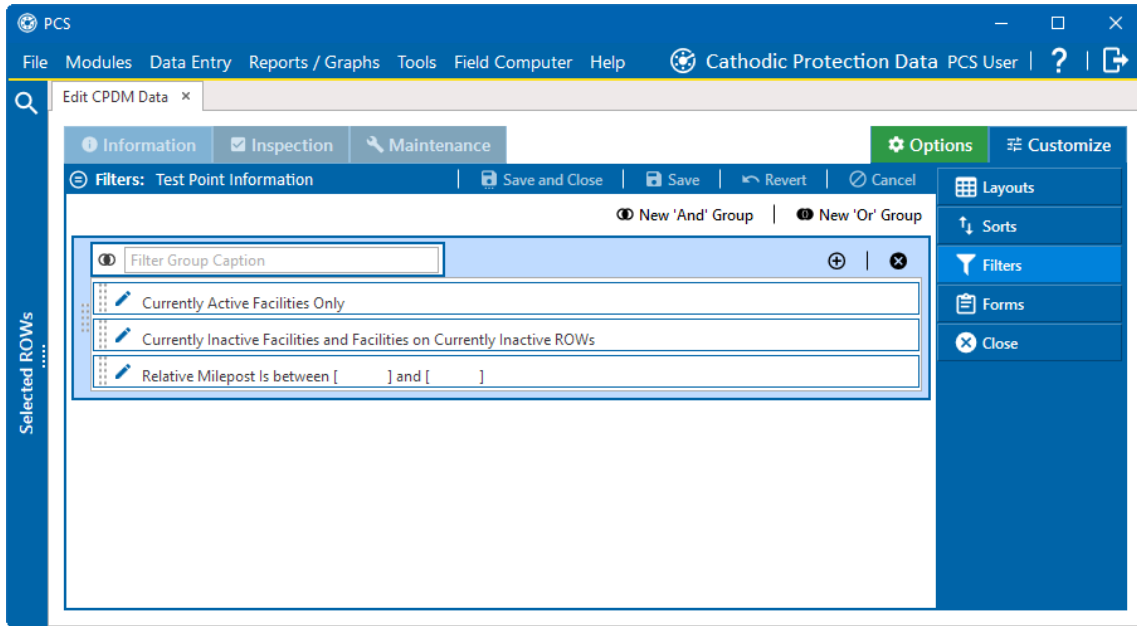 PCS
File Modules Data Entry Reports / Graphs Tools Field Computer Help Cathodic Protection Data PCS User | ? |
Edit CPDM Data ×
Information Inspection Maintenance Options Customize
Filters: Test Point Information | Save and Close | Save | Revert | Cancel
Layouts
New 'And' Group | New 'Or' Group
Sorts
Filter Group Caption
Filters
Currently Active Facilities Only
Forms
Currently Inactive Facilities and Facilities on Currently Inactive ROWs
Close
Relative Milepost Is between [ ] and [ ]
Selected ROWs